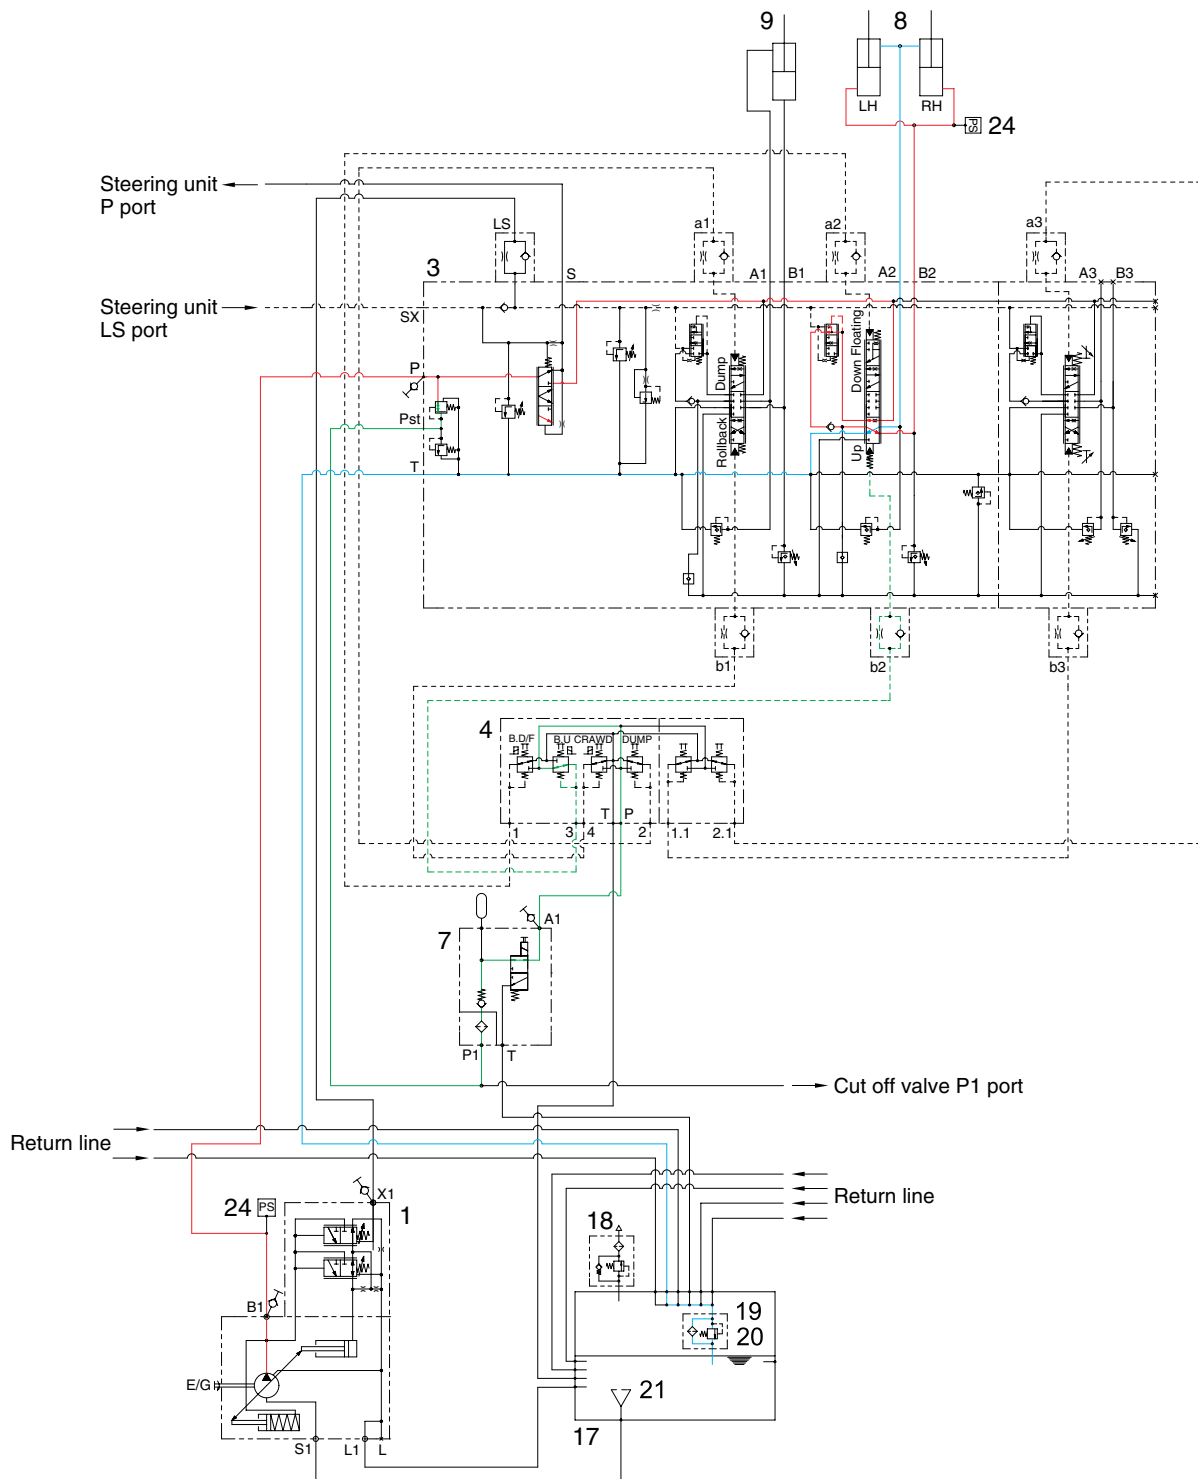 9
8
LH
RH
PS
24
Steering unit
P port
LS
a1
a2
a3
3
S
A1
B1
A2
B2
A3
B3
Steering unit
LS port
SX
P
Pst
T
Dump
Rollback
Down Floating
Up
b1
b2
b3
4
B.D/F
B.U
CRAWD
DUMP
T
P
1
3
4
2
1.1
2.1
7
A1
P1
T
Cut off valve P1 port
Return line
Return line
24
PS
X1
1
B1
18
19
20
E/G
21
17
S1
L1
L